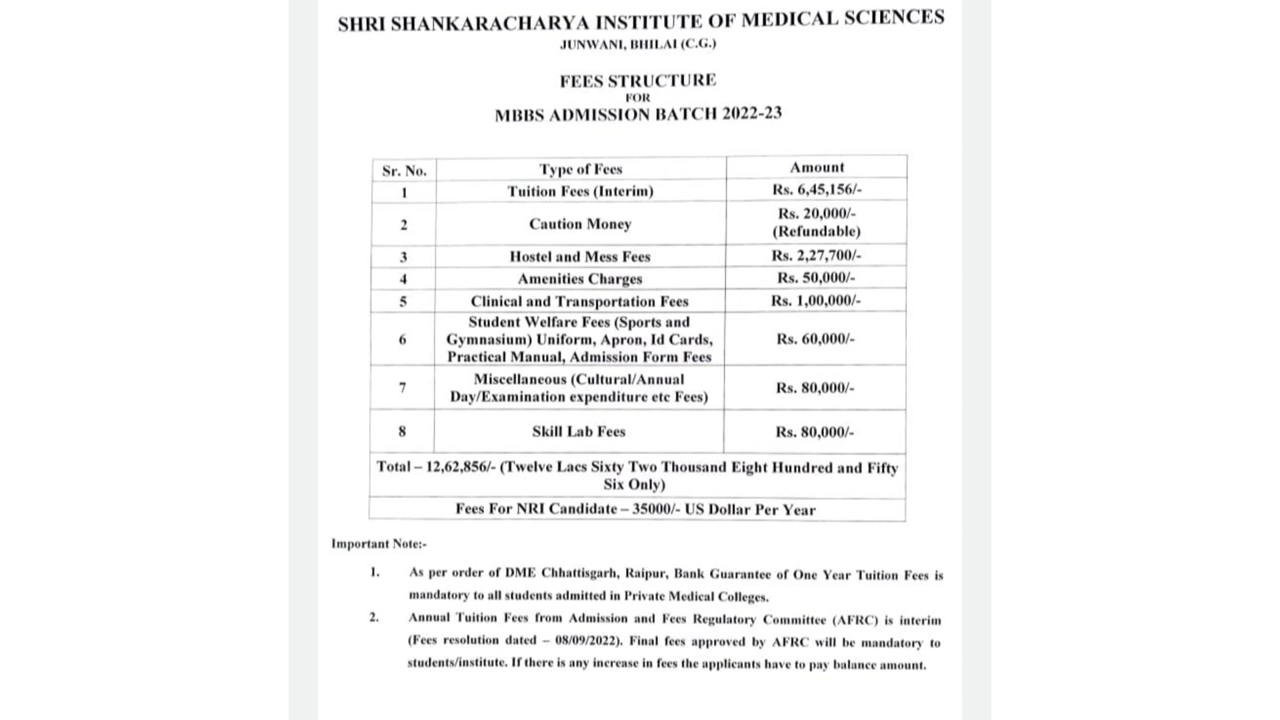 SHRI SHANKARACHARYA INSTITUTE OF MEDICAL SCIENCES
JUNWANI, BHILAI (C.G.)
FEES STRUCTURE
FOR
MBBS ADMISSION BATCH 2022-23
Sr. No. Type of Fees Amount
1 Tuition Fees (Interim) Rs. 6,45,156/-
2 Caution Money Rs. 20,000/-
(Refundable)
3 Hostel and Mess Fees Rs. 2,27,700/-
4 Amenities Charges Rs. 50,000/-
5 Clinical and Transportation Fees Rs. 1,00,000/-
Student Welfare Fees (Sports and
6 Gymnasium) Uniform, Apron, Id Cards, Rs. 60,000/-
Practical Manual, Admission Form Fees
7 Miscellaneous (Cultural/Annual Rs. 80,000/-
Day/Examination expenditure etc Fees)
8 Skill Lab Fees Rs. 80,000/-
Total – 12,62,856/- (Twelve Lacs Sixty Two Thousand Eight Hundred and Fifty
Six Only)
Fees For NRI Candidate – 35000/- US Dollar Per Year
Important Note:-
1. As per order of DME Chhattisgarh, Raipur, Bank Guarantee of One Year Tuition Fees is
mandatory to all students admitted in Private Medical Colleges.
2. Annual Tuition Fees from Admission and Fees Regulatory Committee (AFRC) is interim
(Fees resolution dated – 08/09/2022). Final fees approved by AFRC will be mandatory to
students/institute. If there is any increase in fees the applicants have to pay balance amount.